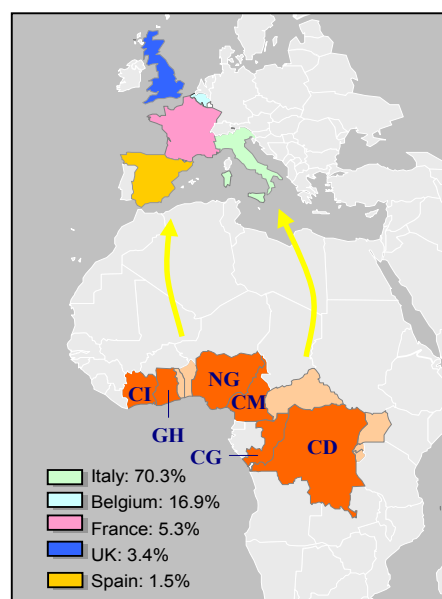 CI
NG
CM
GH
CG
CD
Italy: 70.3%
Belgium: 16.9%
France: 5.3%
UK: 3.4%
Spain: 1.5%